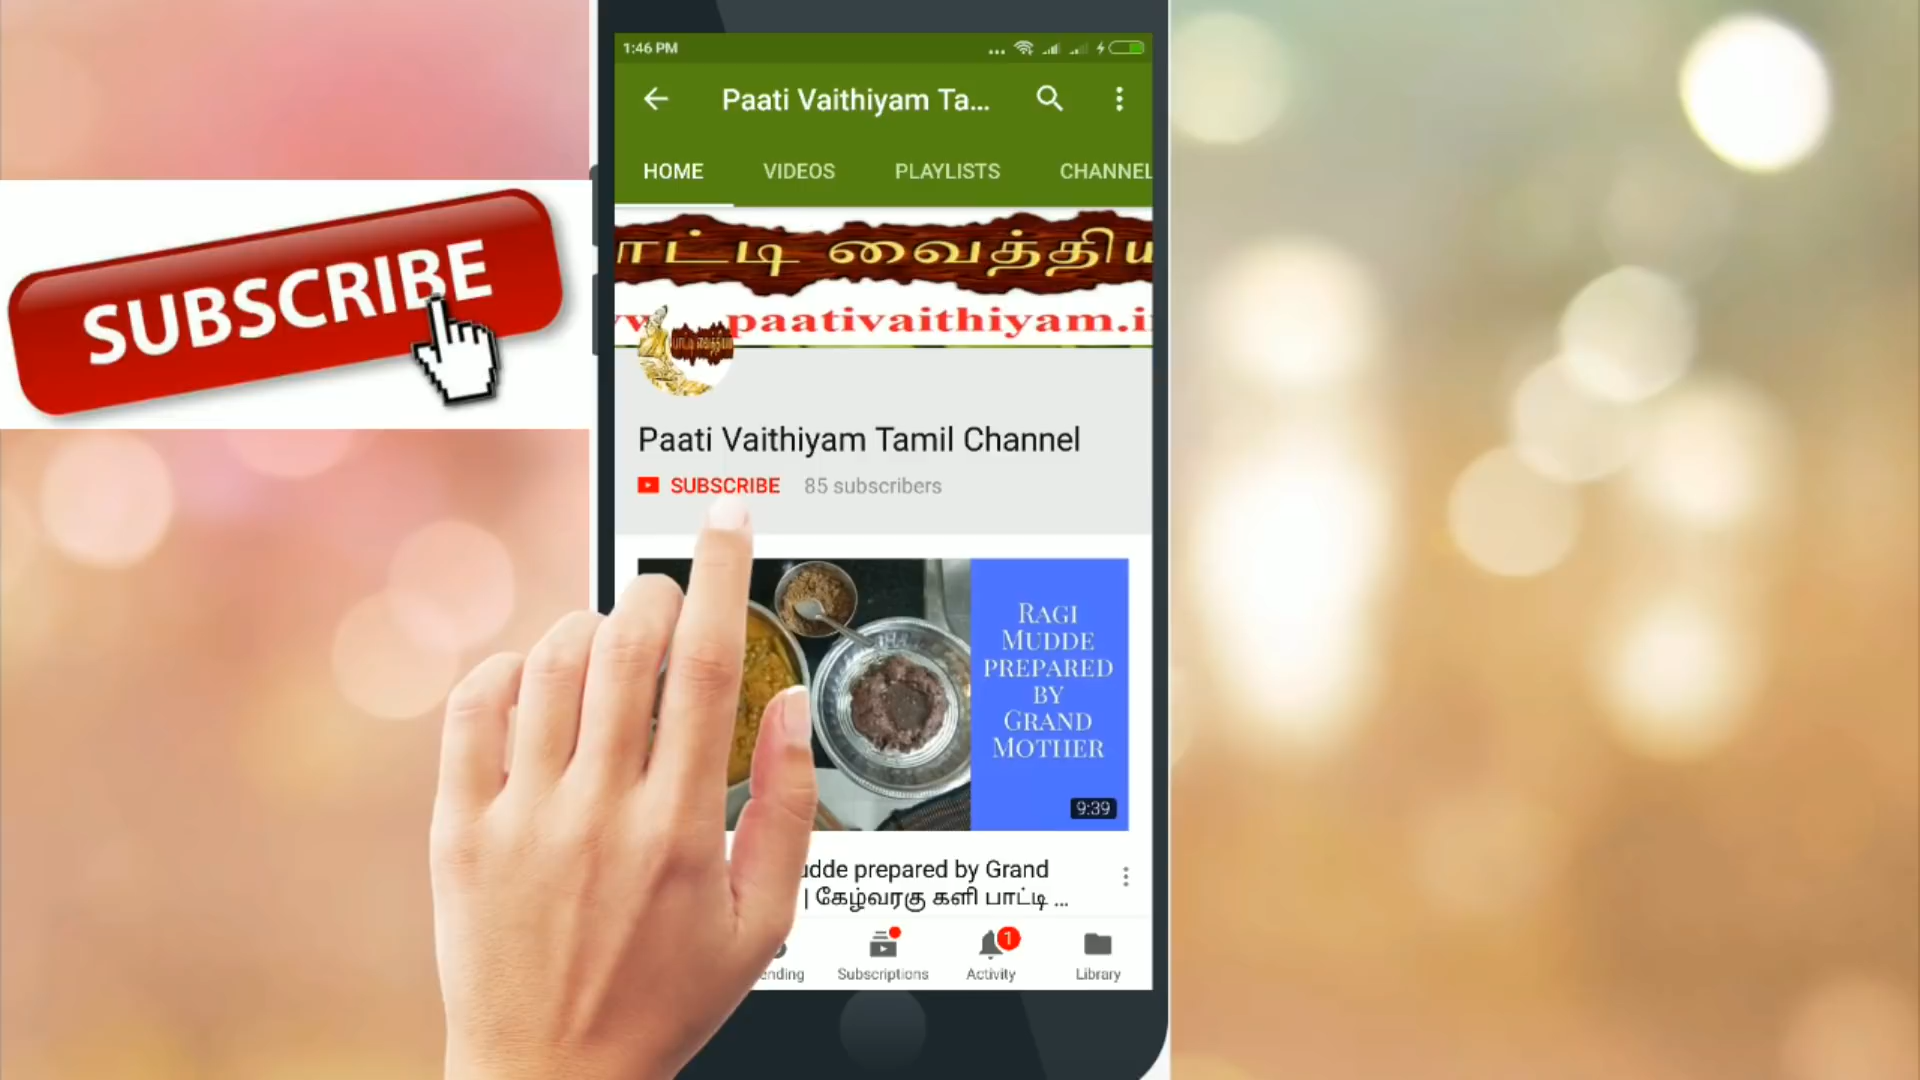 1:46 PM
Paati Vaithiyam Ta...
HOME VIDEOS PLAYLISTS CHANNEL
SUBSCRIBE
ாட்டி வைத்திய
paativaithiyam.i
Paati Vaithiyam Tamil Channel
SUBSCRIBE 85 subscribers
RAGI
MUDDE
PREPARED
BY
GRAND
MOTHER
9:39
udde prepared by Grand
| கேழ்வரகு களி பாட்டி ...
ending Subscriptions Activity 1 Library